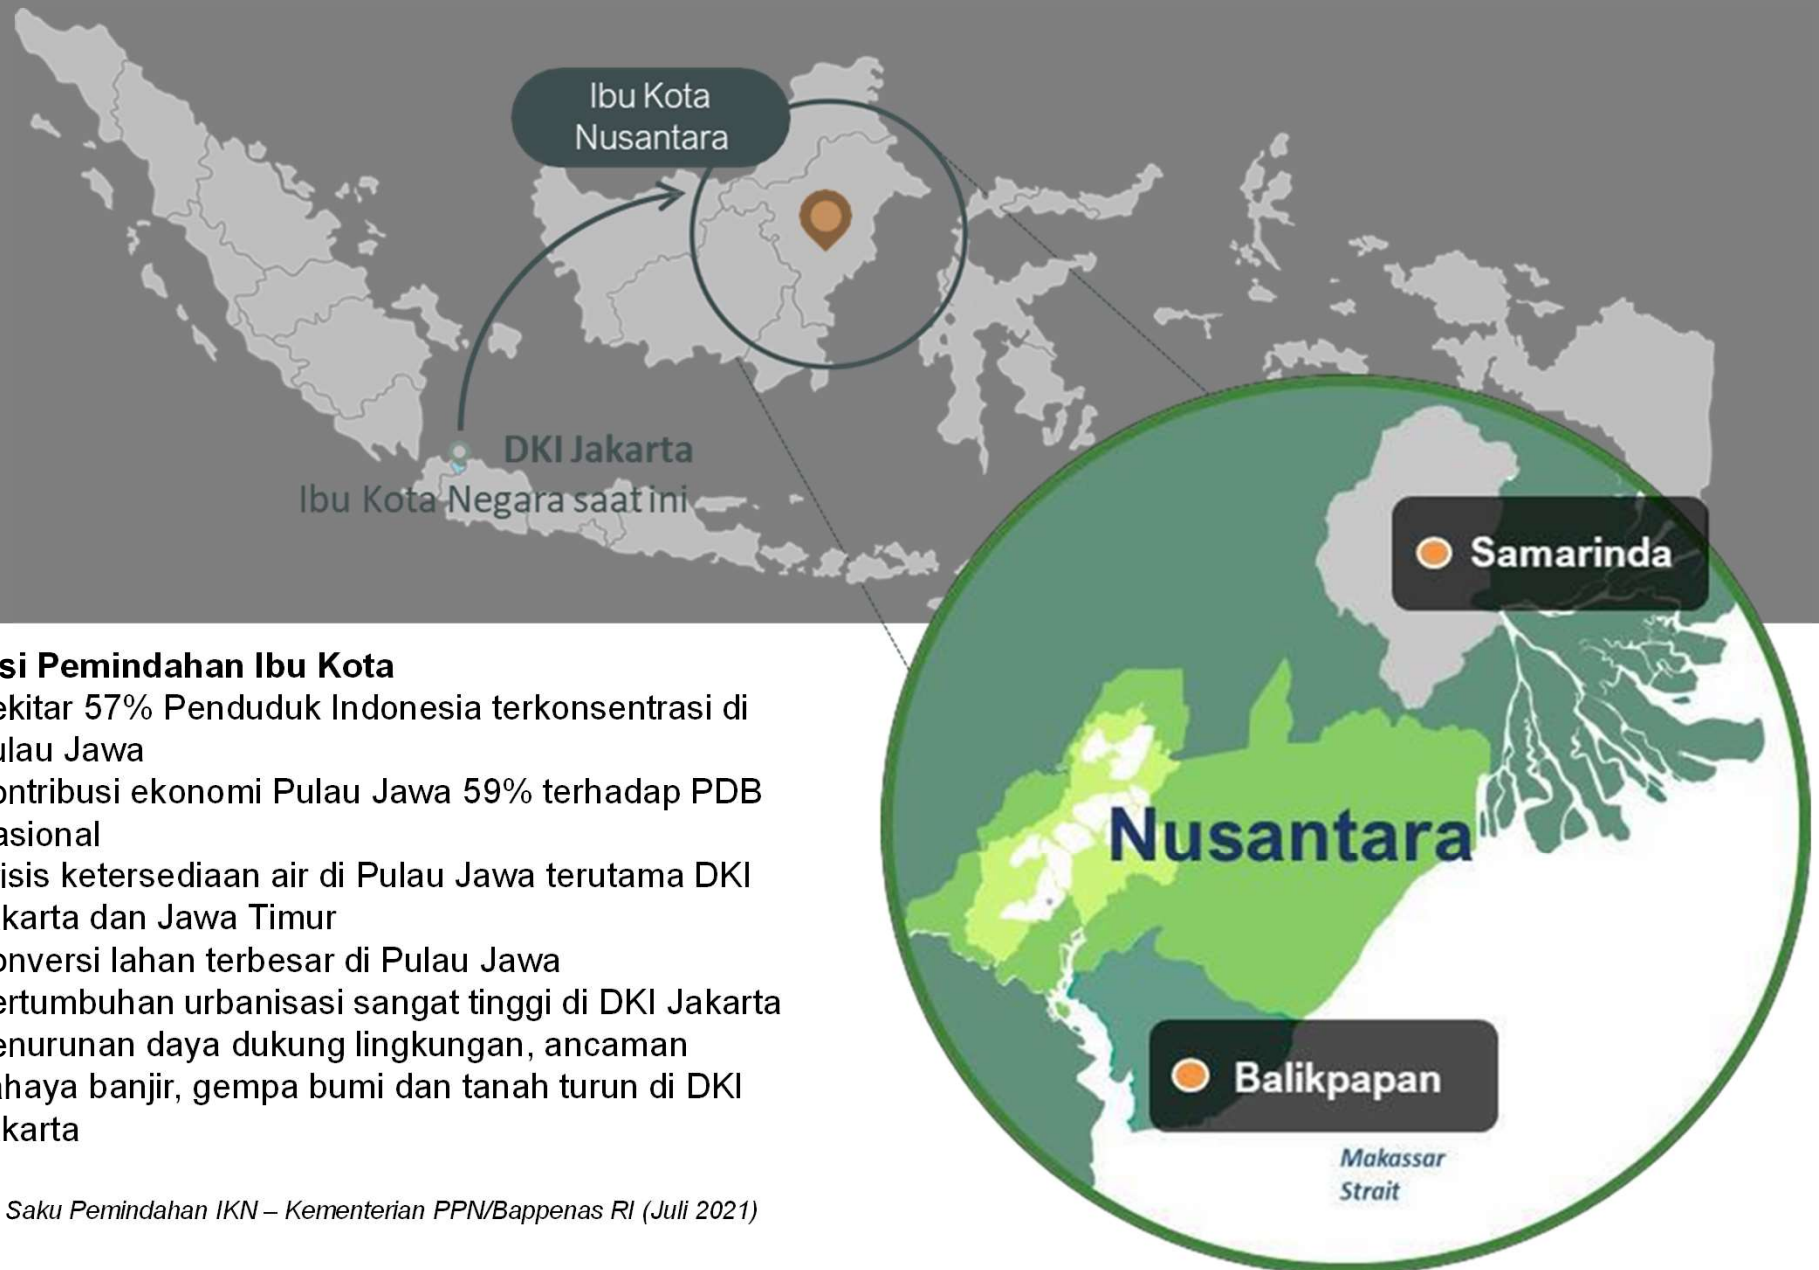 Ibu Kota
Nusantara
DKI Jakarta
Ibu Kota Negara saat ini
Samarinda
Nusantara
Balikpapan
Makassar
Strait
si Pemindahan Ibu Kota
ekitar 57% Penduduk Indonesia terkonsentrasi di
ulau Jawa
ontribusi ekonomi Pulau Jawa 59% terhadap PDB
asional
isis ketersediaan air di Pulau Jawa terutama DKI
karta dan Jawa Timur
onversi lahan terbesar di Pulau Jawa
ertumbuhan urbanisasi sangat tinggi di DKI Jakarta
enurunan daya dukung lingkungan, ancaman
ahaya banjir, gempa bumi dan tanah turun di DKI
karta
Saku Pemindahan IKN – Kementerian PPN/Bappenas RI (Juli 2021)